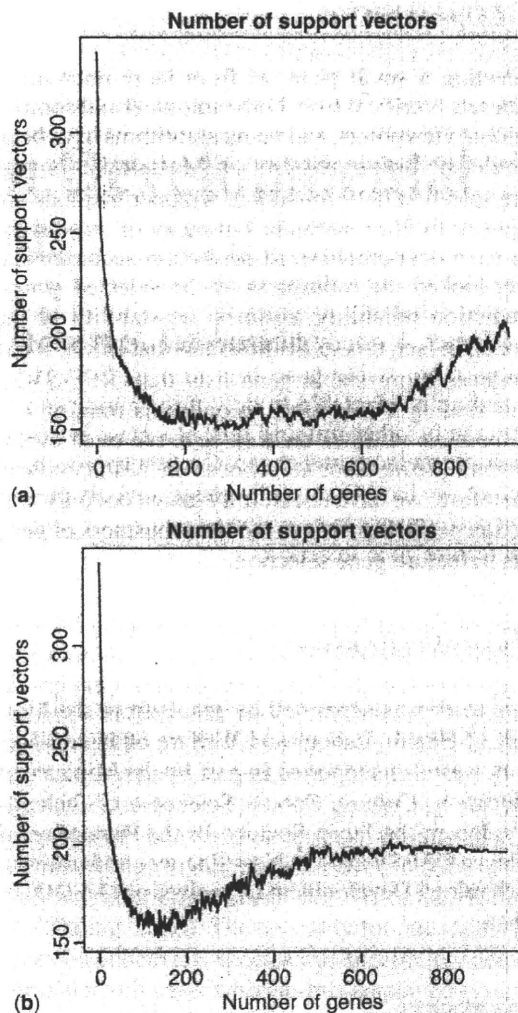 Number of support vectors
Number of support vectors
300
250
200
150
0 200 400 600 800
(a) Number of genes
Number of support vectors
Number of support vectors
300
250
200
150
0 200 400 600 800
(b) Number of genes